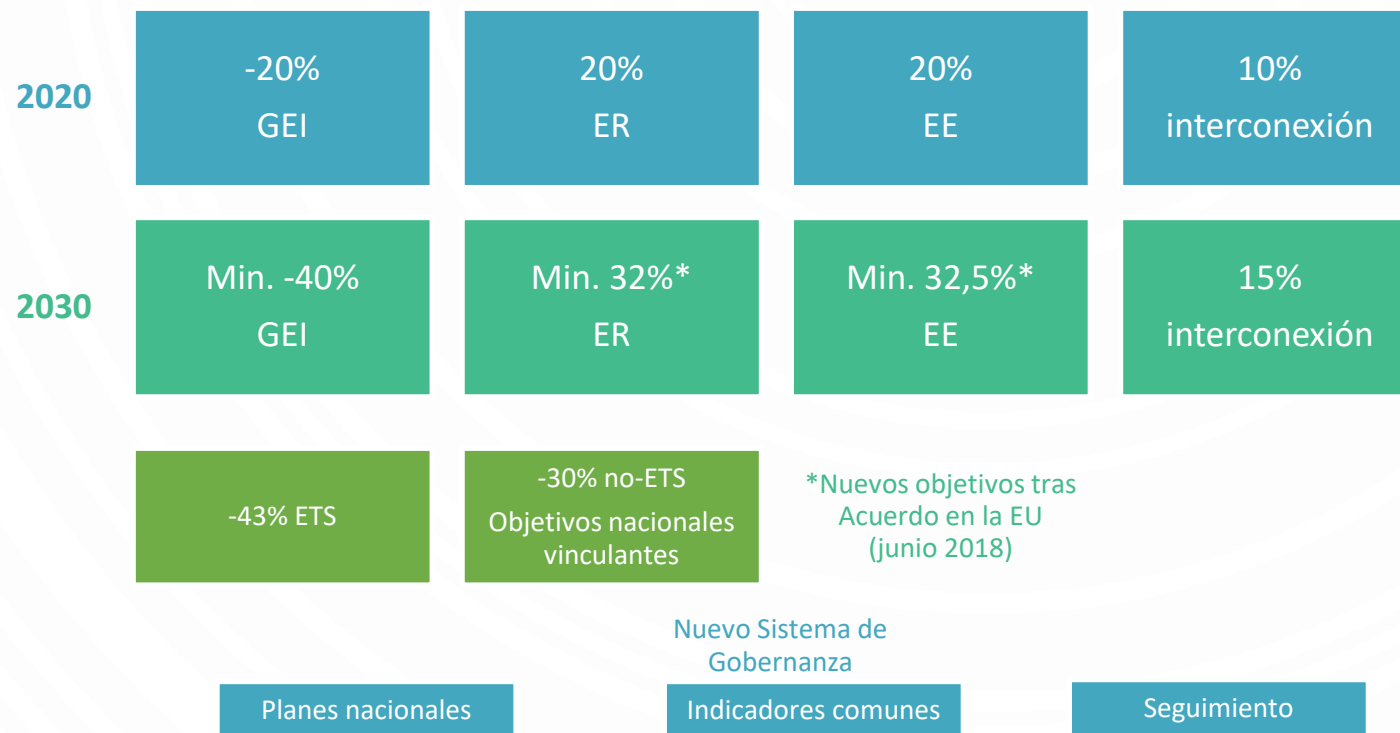 2020
-20%
GEI
20%
ER
20%
EE
10%
interconexión
2030
Min. -40%
GEI
Min. 32%*
ER
Min. 32,5%*
EE
15%
interconexión
-43% ETS
-30% no-ETS
Objetivos nacionales
vinculantes
*Nuevos objetivos tras
Acuerdo en la EU
(junio 2018)
Nuevo Sistema de
Gobernanza
Planes nacionales
Indicadores comunes
Seguimiento